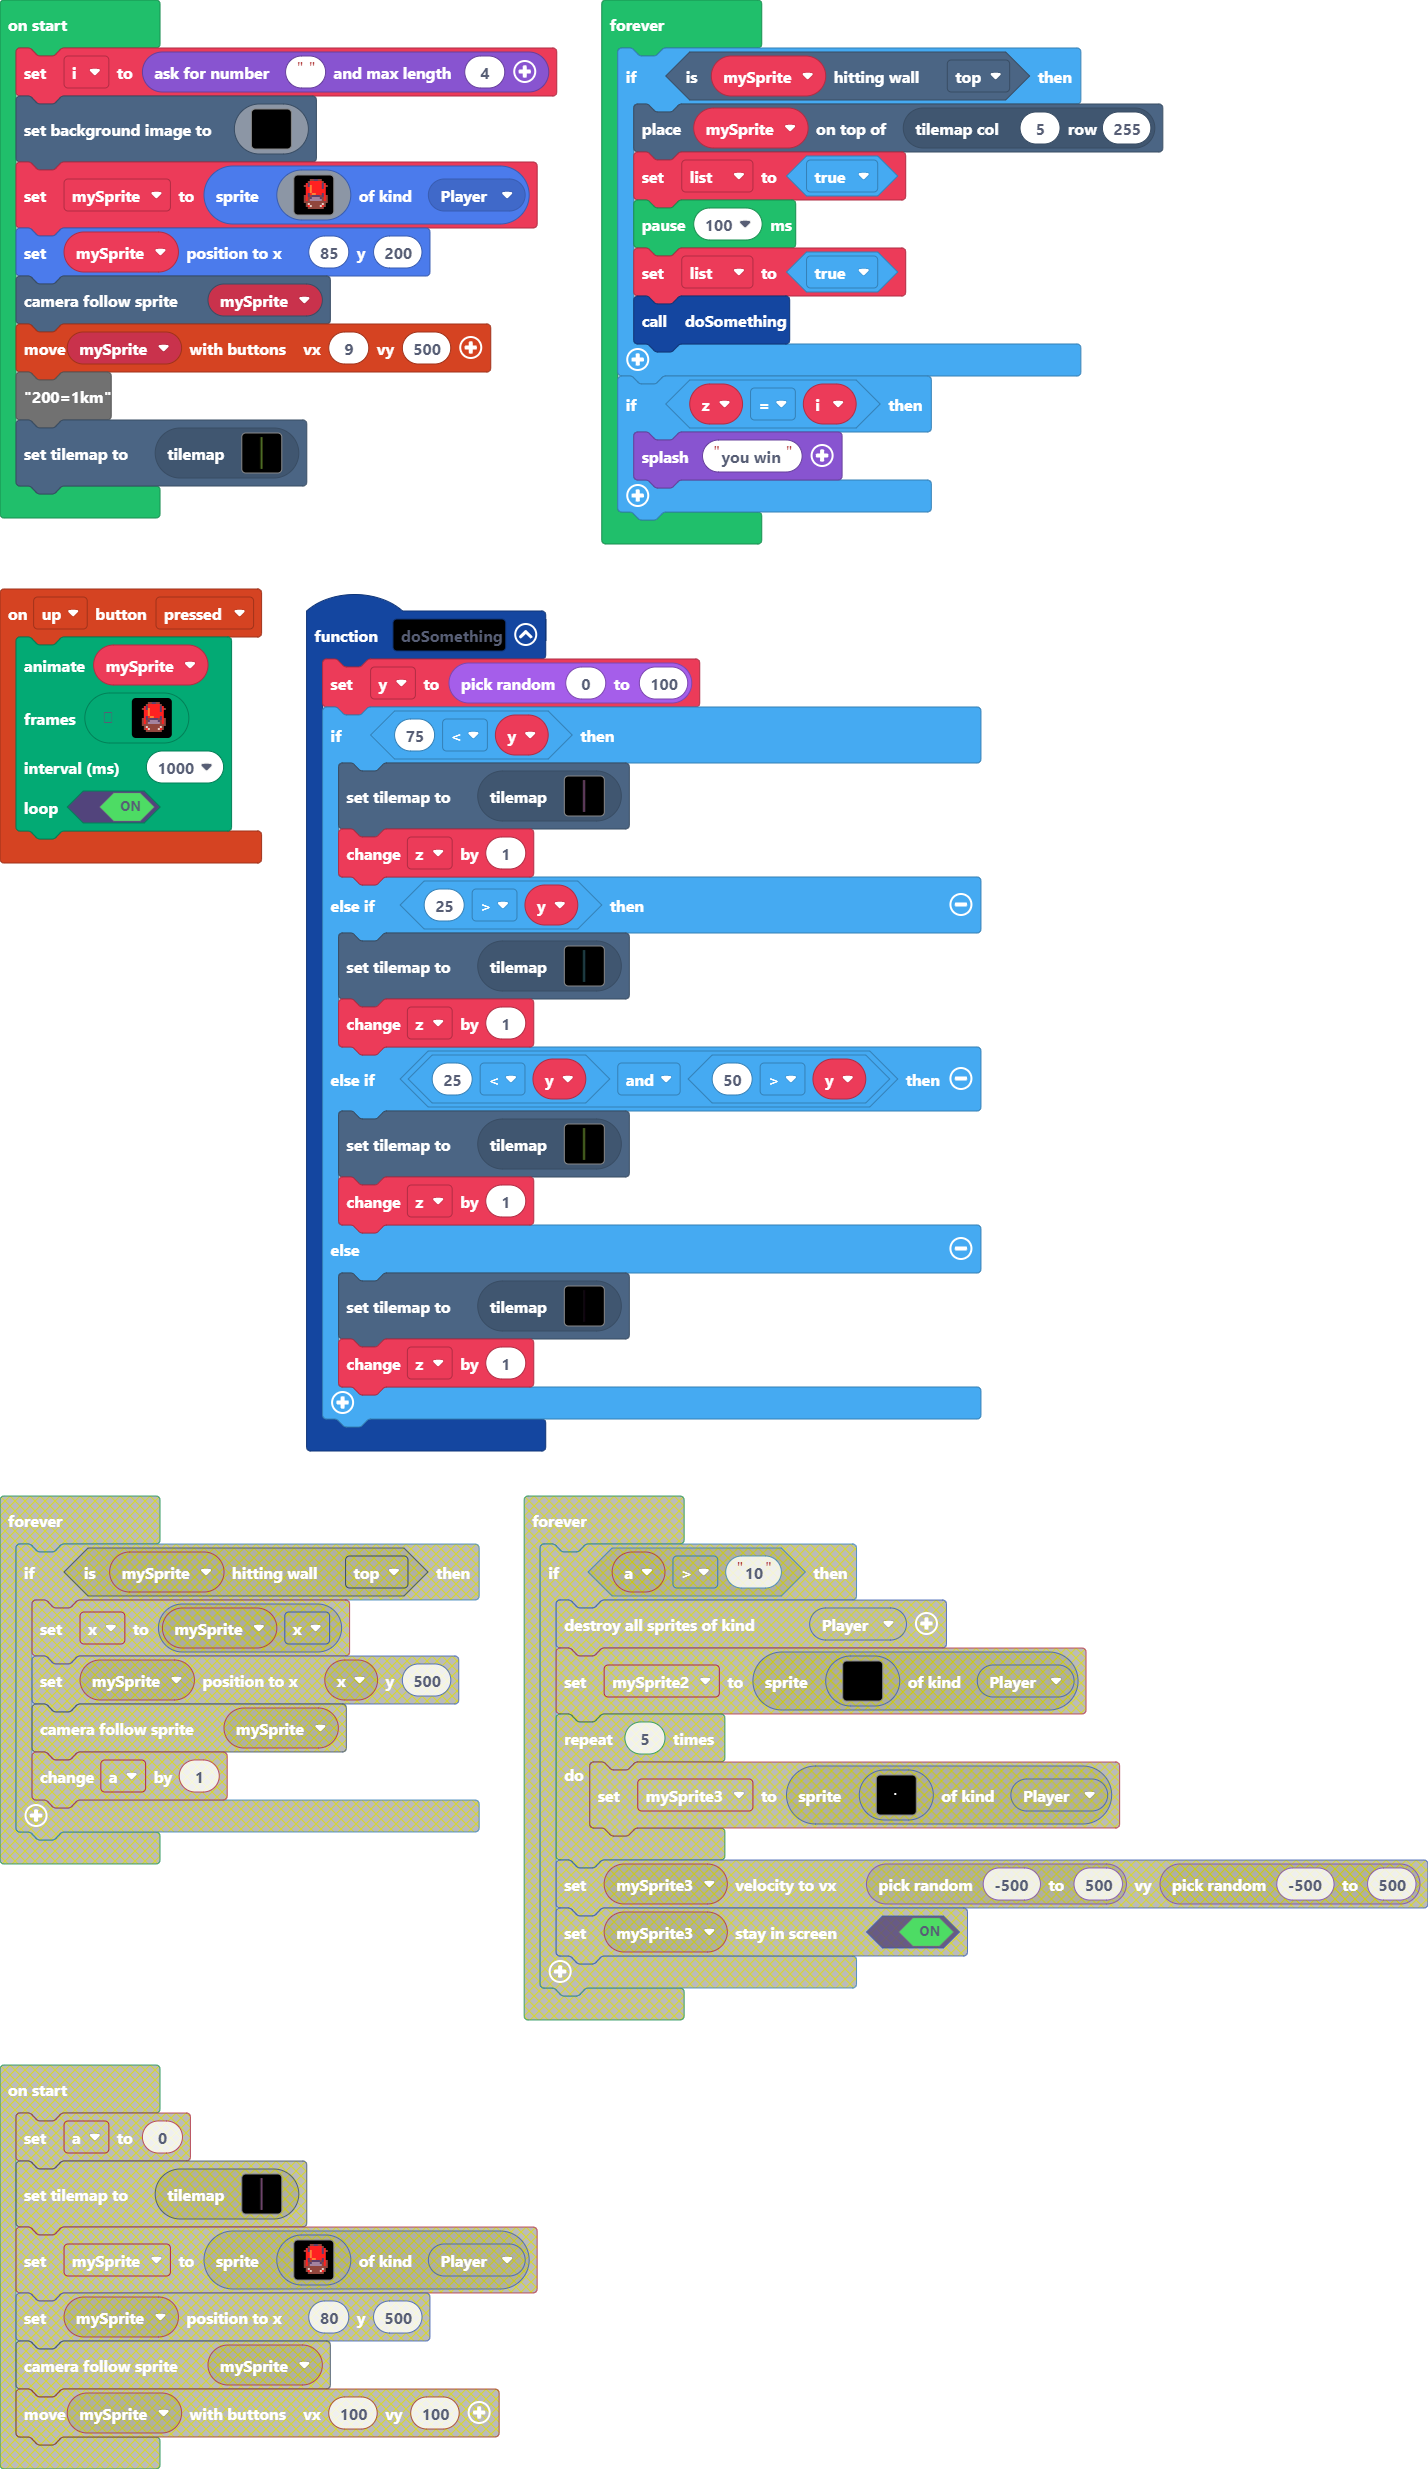 on start
set i to ask for number " " and max length 4
set background image to
set mySprite to sprite of kind Player
set mySprite position to x 85 y 200
camera follow sprite mySprite
move mySprite with buttons vx 9 vy 500
"200=1km"
set tilemap to tilemap
forever
if is mySprite hitting wall top then
place mySprite on top of tilemap col 5 row 255
set list to true
pause 100 ms
set list to true
call doSomething
if z = i then
splash "you win"
on up button pressed
animate mySprite
frames
interval (ms) 1000
loop ON
function doSomething
set y to pick random 0 to 100
if 75 < y then
set tilemap to tilemap
change z by 1
else if 25 > y then
set tilemap to tilemap
change z by 1
else if 25 < y and 50 > y then
set tilemap to tilemap
change z by 1
else
set tilemap to tilemap
change z by 1
forever
if is mySprite hitting wall top then
set x to mySprite x
set mySprite position to x x y 500
camera follow sprite mySprite
change a by 1
forever
if a > "10" then
destroy all sprites of kind Player
set mySprite2 to sprite of kind Player
repeat 5 times
do set mySprite3 to sprite of kind Player
set mySprite3 velocity to vx pick random -500 to 500 vy pick random -500 to 500
set mySprite3 stay in screen ON
on start
set a to 0
set tilemap to tilemap
set mySprite to sprite of kind Player
set mySprite position to x 80 y 500
camera follow sprite mySprite
move mySprite with buttons vx 100 vy 100